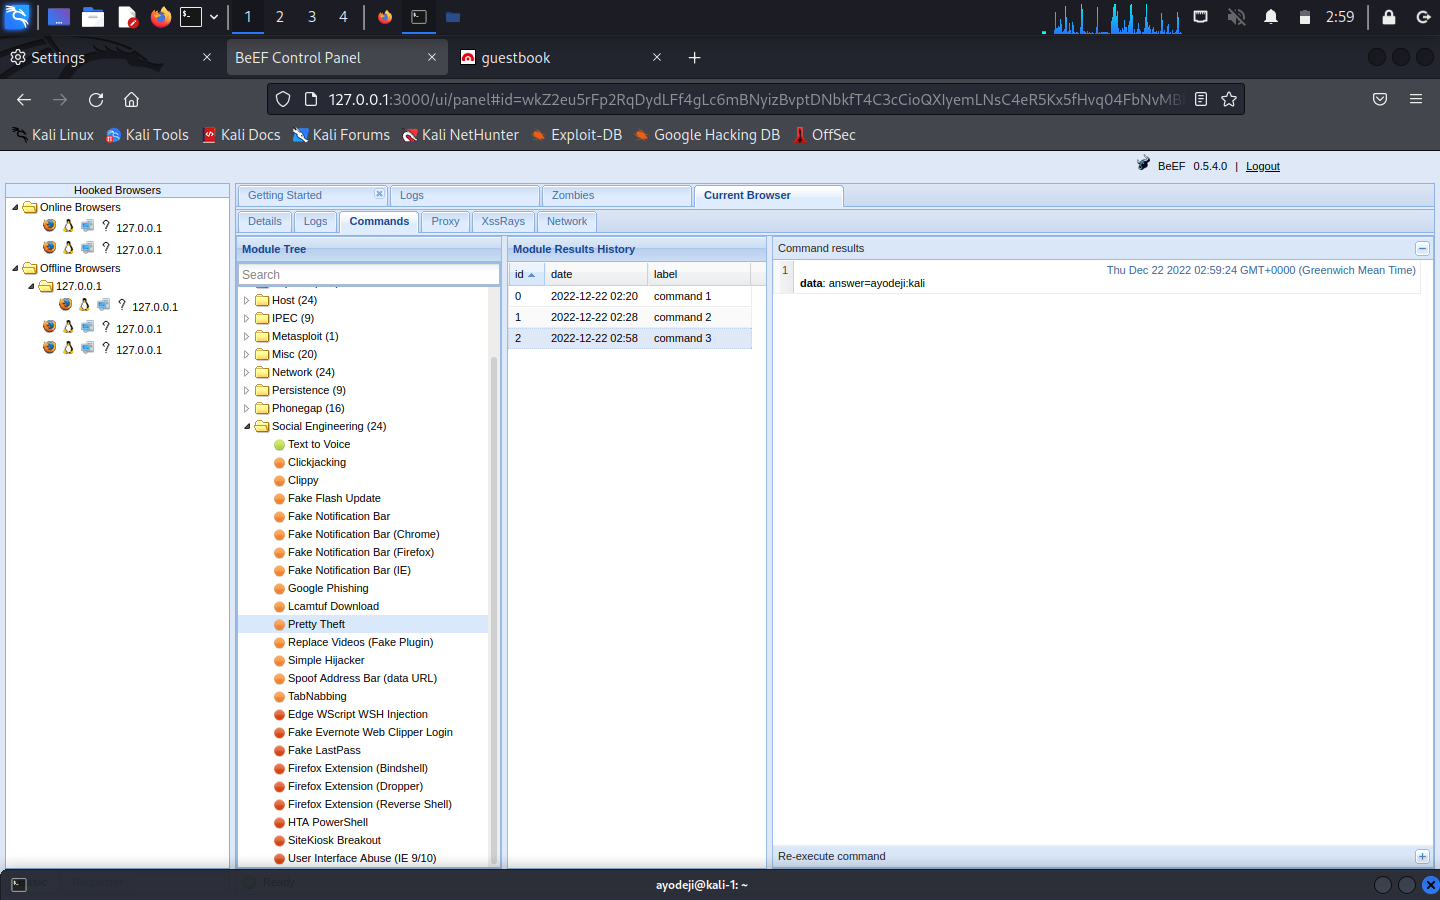 1 2 3 4 2:59
Settings BeEF Control Panel guestbook
127.0.0.1:3000/ui/panel#id=wkZ2eu5rFp2RqDydLFf4gLc6mBNyizBvptDNbkfT4C3cCioQXIyemLNsC4eR5Kx5fHvq04FbNvMB
Kali Linux Kali Tools Kali Docs Kali Forums Kali NetHunter Exploit-DB Google Hacking DB OffSec
BeEF 0.5.4.0 | Logout
Hooked Browsers
Online Browsers
? 127.0.0.1
? 127.0.0.1
Offline Browsers
127.0.0.1
? 127.0.0.1
? 127.0.0.1
? 127.0.0.1
Getting Started Logs Zombies Current Browser
Details Logs Commands Proxy XssRays Network
Module Tree
Search
Host (24)
IPEC (9)
Metasploit (1)
Misc (20)
Network (24)
Persistence (9)
Phonegap (16)
Social Engineering (24)
Text to Voice
Clickjacking
Clippy
Fake Flash Update
Fake Notification Bar
Fake Notification Bar (Chrome)
Fake Notification Bar (Firefox)
Fake Notification Bar (IE)
Google Phishing
Lcamtuf Download
Pretty Theft
Replace Videos (Fake Plugin)
Simple Hijacker
Spoof Address Bar (data URL)
TabNabbing
Edge WScript WSH Injection
Fake Evernote Web Clipper Login
Fake LastPass
Firefox Extension (Bindshell)
Firefox Extension (Dropper)
Firefox Extension (Reverse Shell)
HTA PowerShell
SiteKiosk Breakout
User Interface Abuse (IE 9/10)
Module Results History
id date label
0 2022-12-22 02:20 command 1
1 2022-12-22 02:28 command 2
2 2022-12-22 02:58 command 3
Command results
1 Thu Dec 22 2022 02:59:24 GMT+0000 (Greenwich Mean Time)
data: answer=ayodeji:kali
Re-execute command
Ready
ayodeji@kali-1: ~